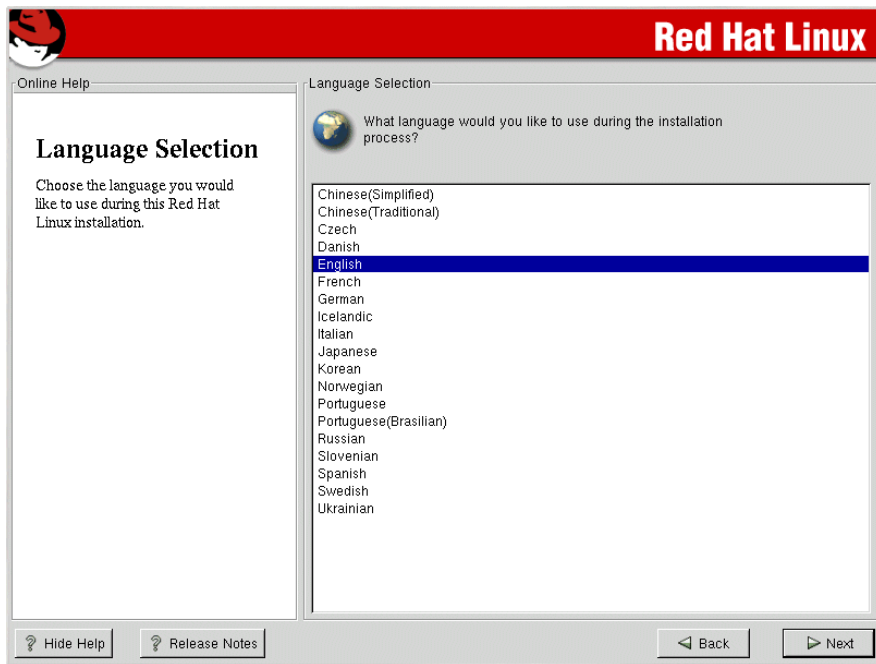 Red Hat Linux
Online Help
Language Selection
Choose the language you would
like to use during this Red Hat
Linux installation.
Language Selection
What language would you like to use during the installation
process?
Chinese(Simplified)
Chinese(Traditional)
Czech
Danish
English
French
German
Icelandic
Italian
Japanese
Korean
Norwegian
Portuguese
Portuguese(Brasilian)
Russian
Slovenian
Spanish
Swedish
Ukrainian
Hide Help
Release Notes
Back
Next